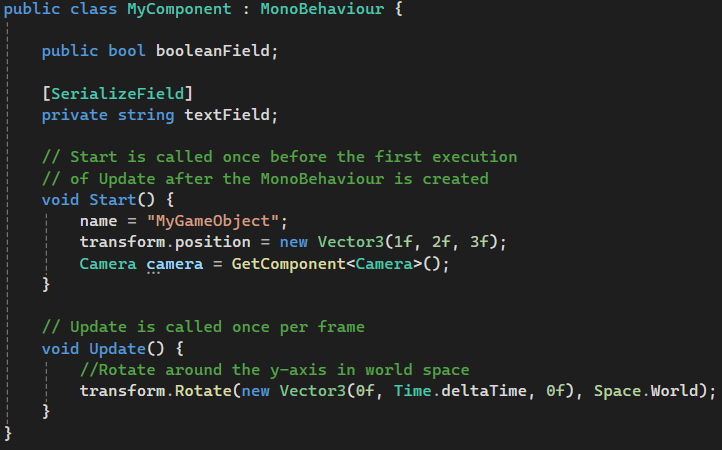 public class MyComponent : MonoBehaviour {
public bool booleanField;
[SerializeField]
private string textField;
// Start is called once before the first execution
// of Update after the MonoBehaviour is created
void Start() {
name = "MyGameObject";
transform.position = new Vector3(1f, 2f, 3f);
Camera camera = GetComponent<Camera>();
}
// Update is called once per frame
void Update() {
//Rotate around the y-axis in world space
transform.Rotate(new Vector3(0f, Time.deltaTime, 0f), Space.World);
}
}